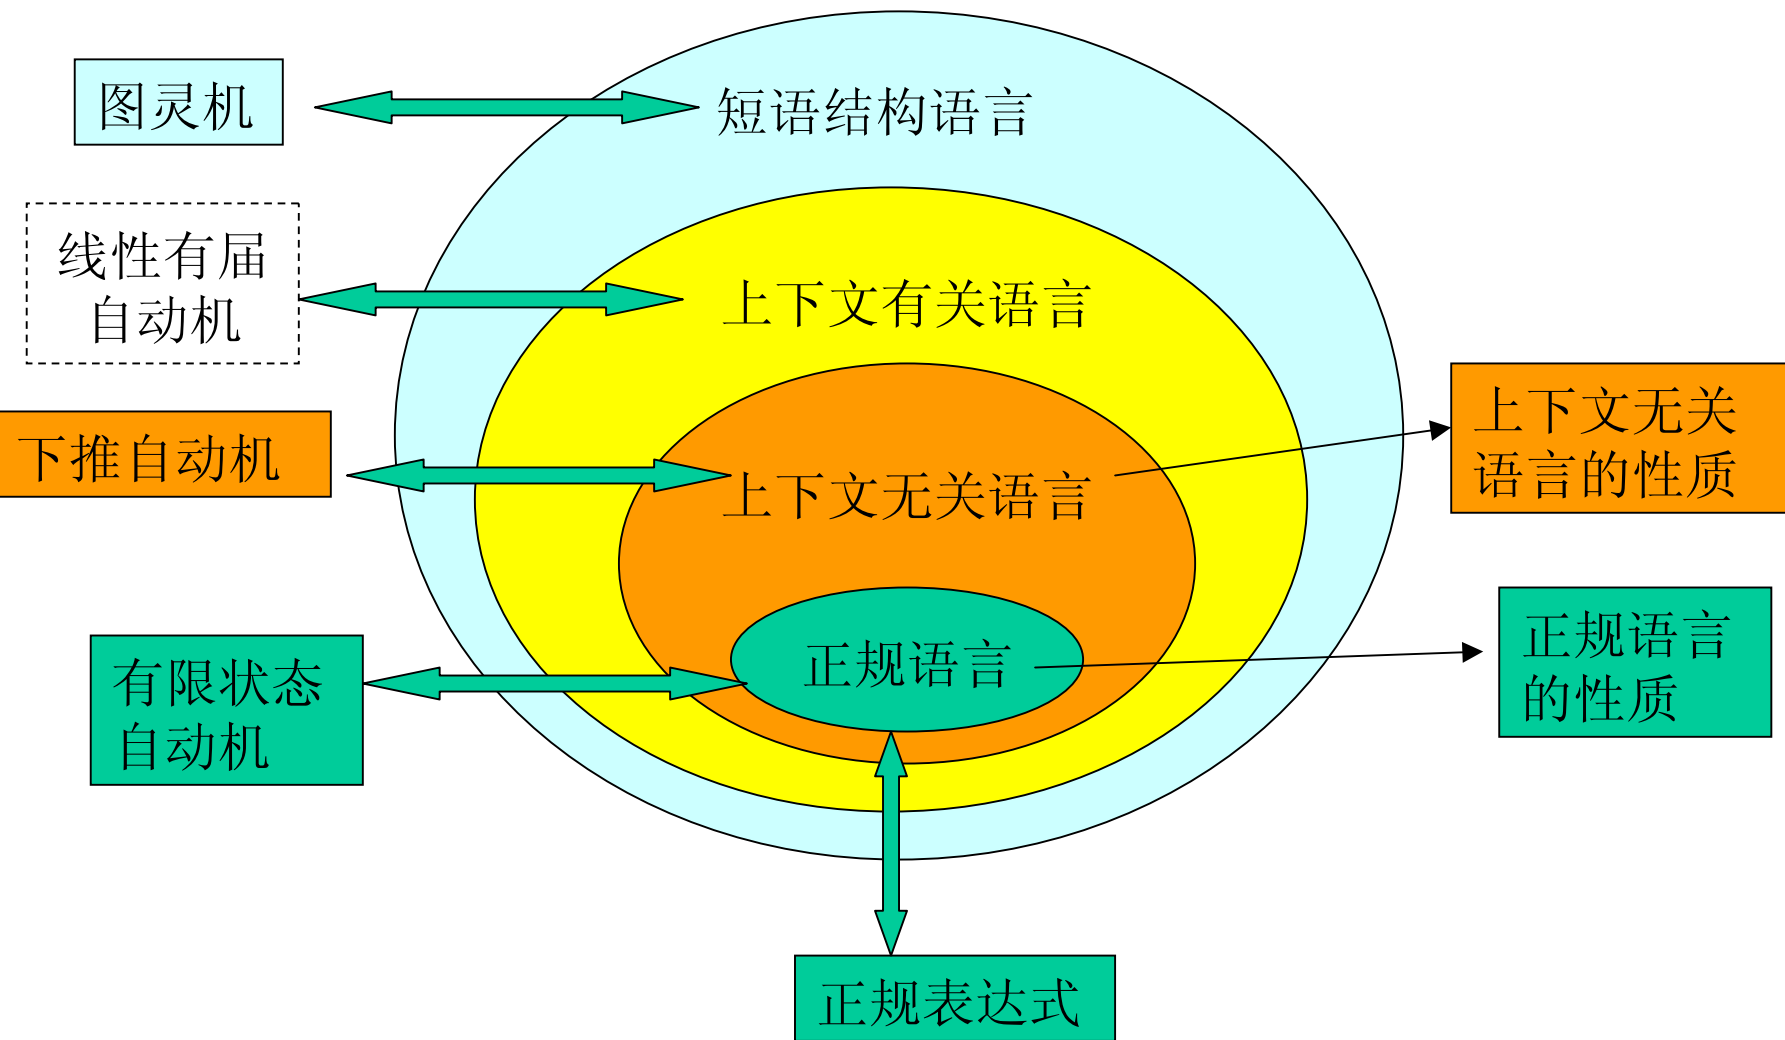 图灵机
短语结构语言
线性有届
自动机
上下文有关语言
下推自动机
上下文无关语言
上下文无关
语言的性质
有限状态
自动机
正规语言
正规语言
的性质
正规表达式